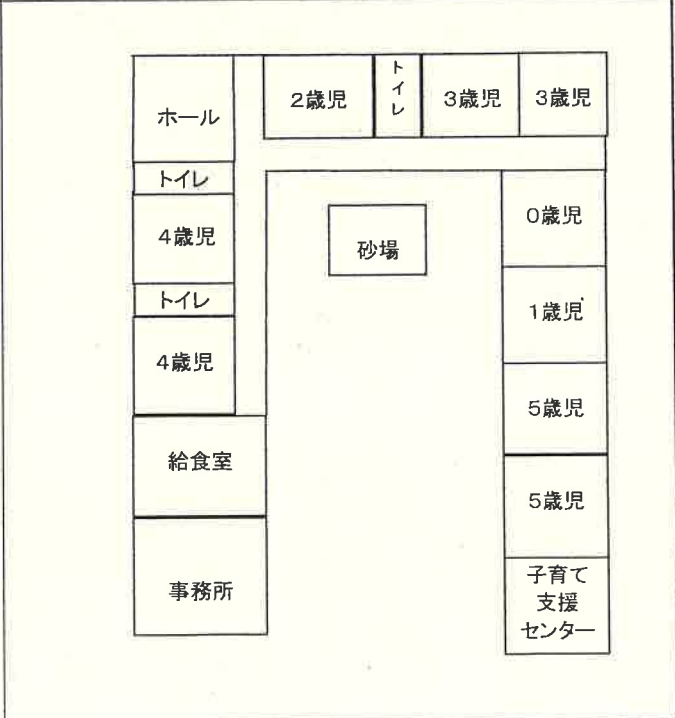 ホール
2歳児
トイレ
3歳児
3歳児
トイレ
4歳児
トイレ
4歳児
給食室
事務所
砂場
0歳児
1歳児
5歳児
5歳児
子育て
支援
センター